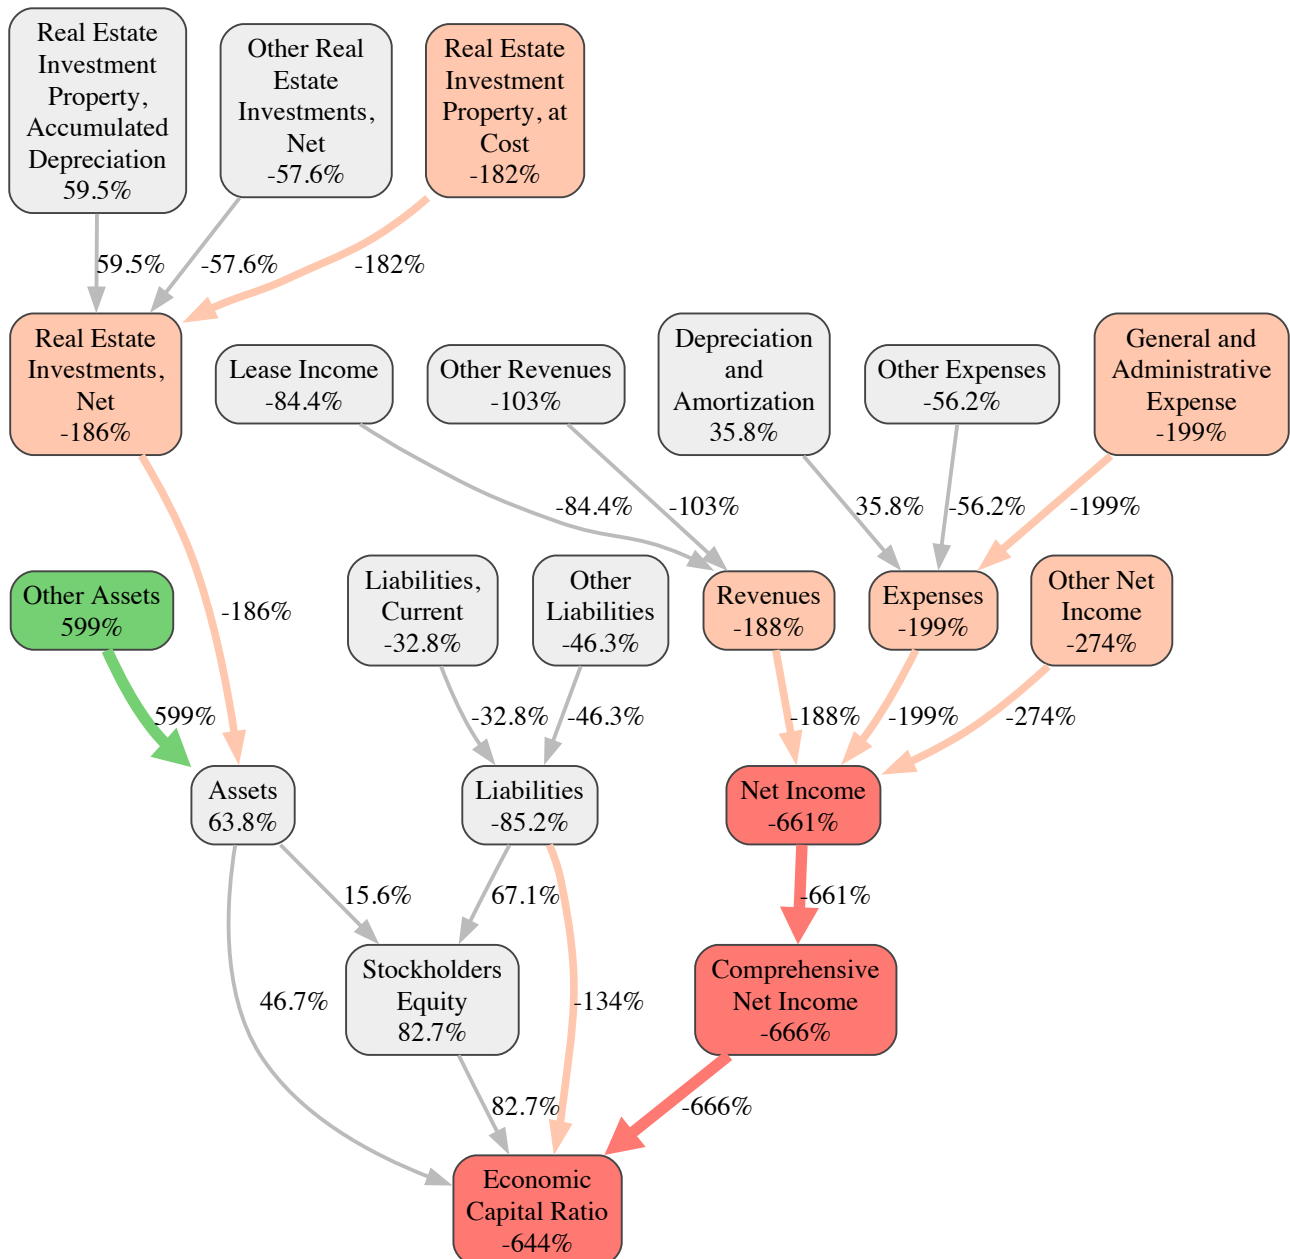 Real Estate
Investment
Property,
Accumulated
Depreciation
59.5%
Other Real
Estate
Investments,
Net
-57.6%
Real Estate
Investment
Property, at
Cost
-182%
59.5%
-57.6%
-182%
Real Estate
Investments,
Net
-186%
Lease Income
-84.4%
Other Revenues
-103%
Depreciation
and
Amortization
35.8%
Other Expenses
-56.2%
General and
Administrative
Expense
-199%
-84.4%
-103%
35.8%
-56.2%
-199%
Other Assets
599%
-186%
Liabilities,
Current
-32.8%
Other
Liabilities
-46.3%
Revenues
-188%
Expenses
-199%
Other Net
Income
-274%
599%
-32.8%
-46.3%
-188%
-199%
-274%
Assets
63.8%
Liabilities
-85.2%
Net Income
-661%
15.6%
67.1%
-661%
46.7%
Stockholders
Equity
82.7%
-134%
Comprehensive
Net Income
-666%
82.7%
-666%
Economic
Capital Ratio
-644%